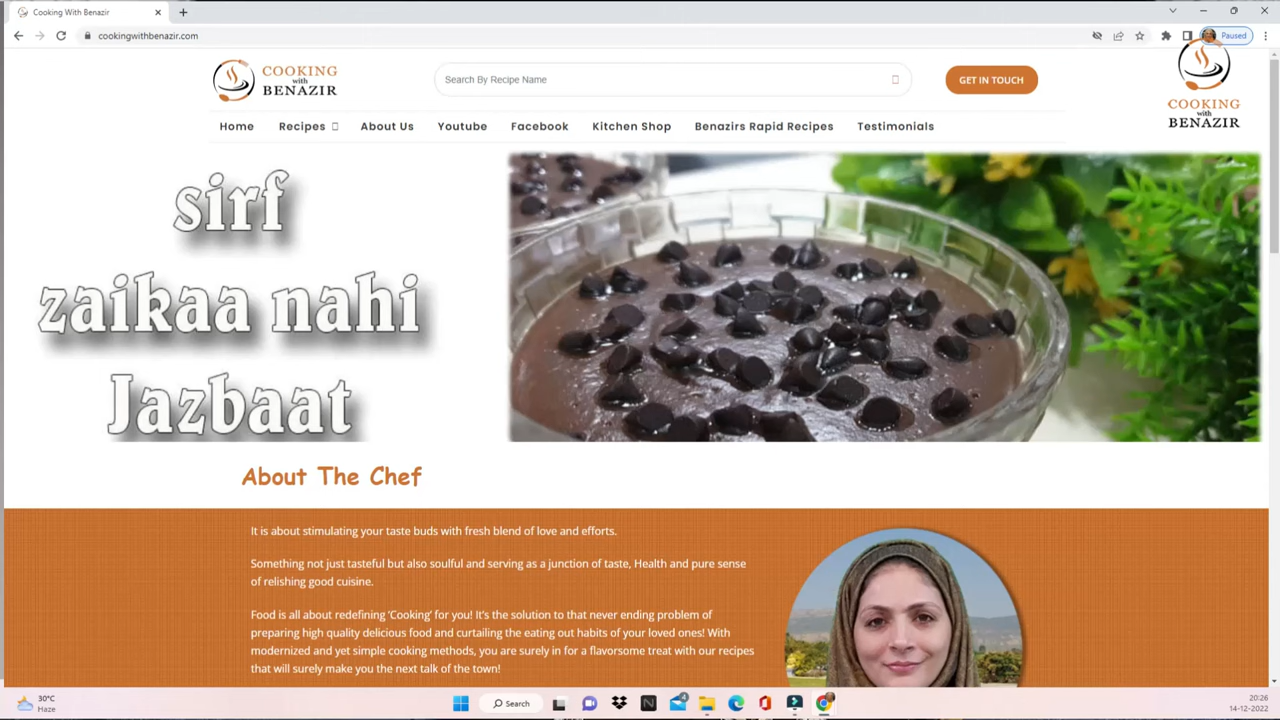 Cooking With Benazir
cookingwithbenazir.com
Paused
COOKING
with
BENAZIR
Search By Recipe Name
GET IN TOUCH
COOKING
with
BENAZIR
Home Recipes About Us Youtube Facebook Kitchen Shop Benazirs Rapid Recipes Testimonials
sirf
zaikaa nahi
Jazbaat
About The Chef
It is about stimulating your taste buds with fresh blend of love and efforts.
Something not just tasteful but also soulful and serving as a junction of taste, Health and pure sense
of relishing good cuisine.
Food is all about redefining ‘Cooking’ for you! It’s the solution to that never ending problem of
preparing high quality delicious food and curtailing the eating out habits of your loved ones! With
modernized and yet simple cooking methods, you are surely in for a flavorsome treat with our recipes
that will surely make you the next talk of the town!
30°C
Haze
Search
4
20:26
14-12-2022